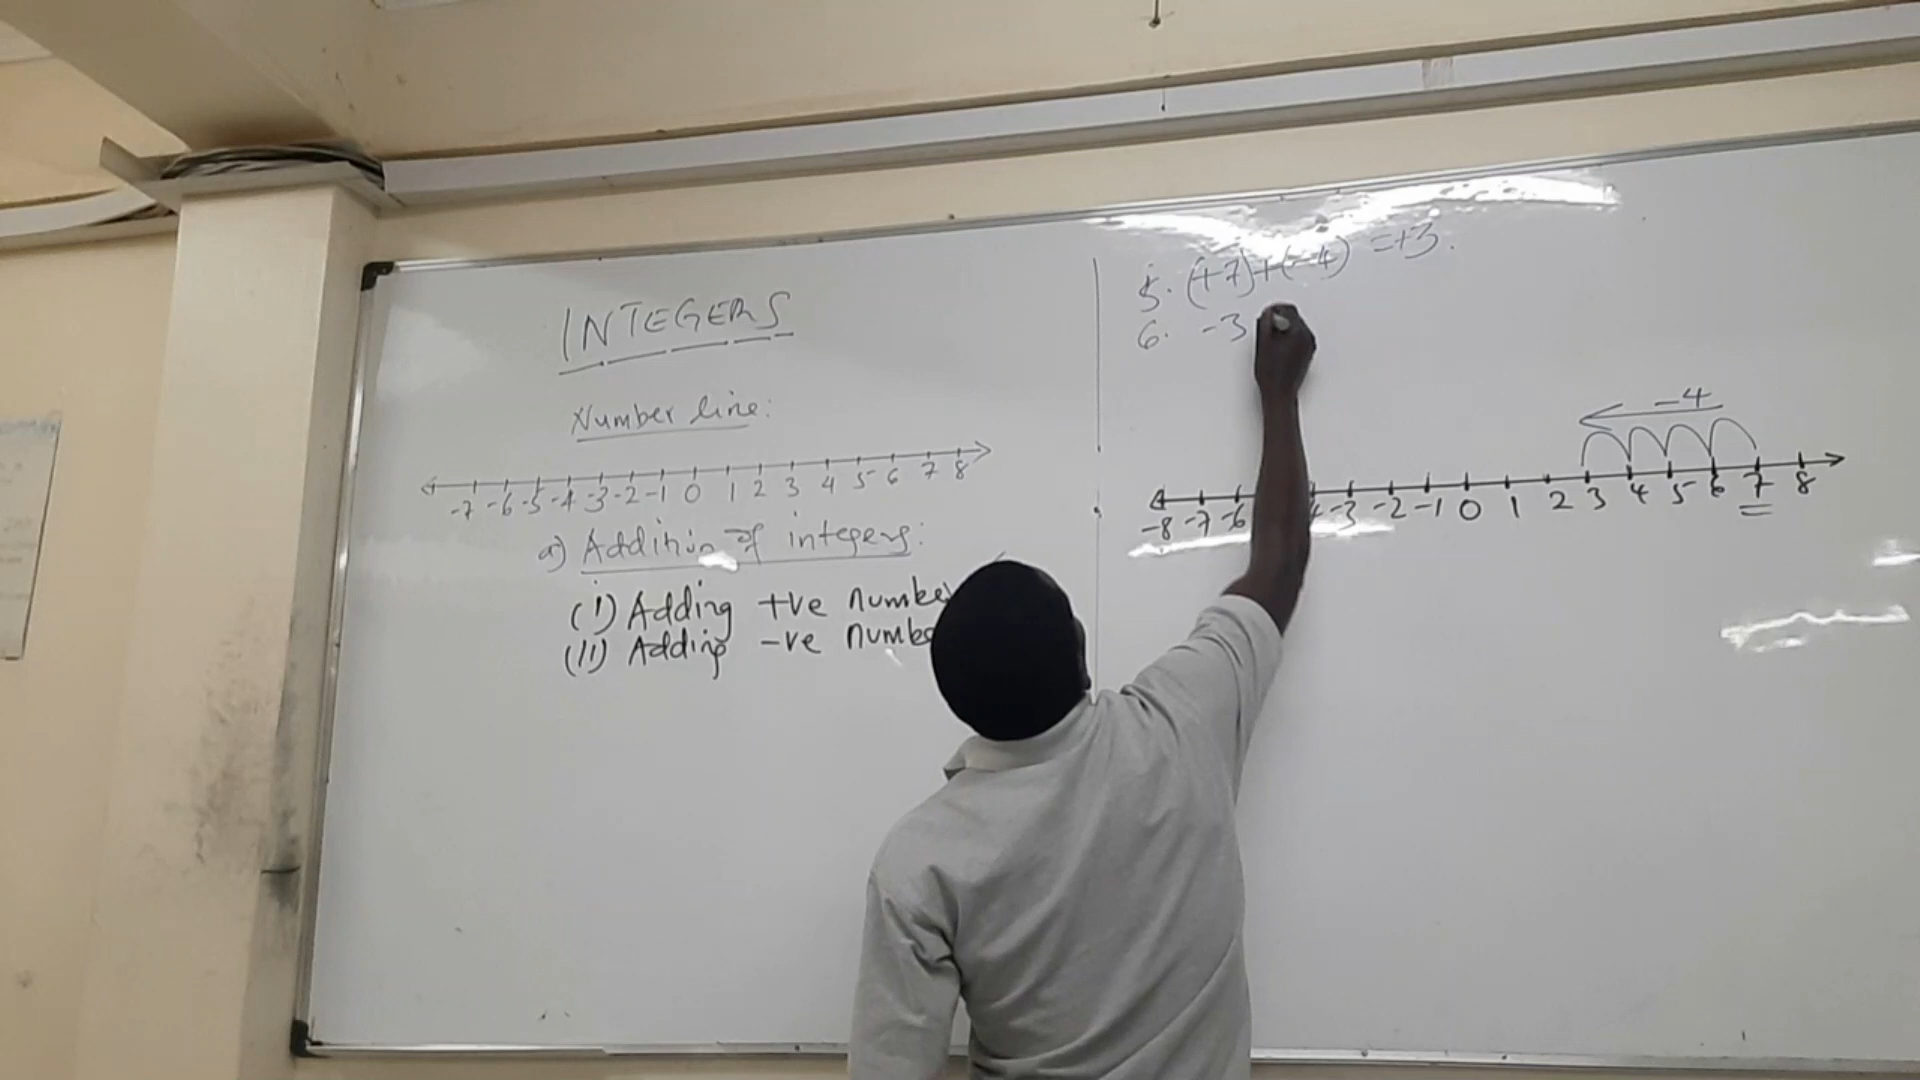 INTEGERS
Number line:
-7 -6 -5 -4 -3 -2 -1 0 1 2 3 4 5 6 7 8
a) Addition of integers:
(i) Adding +ve number
(ii) Adding -ve numbe
5. (+7)+(-4) =+3.
6. -3
-4
-8 -7 -6 -3 -2 -1 0 1 2 3 4 5 6 7 8